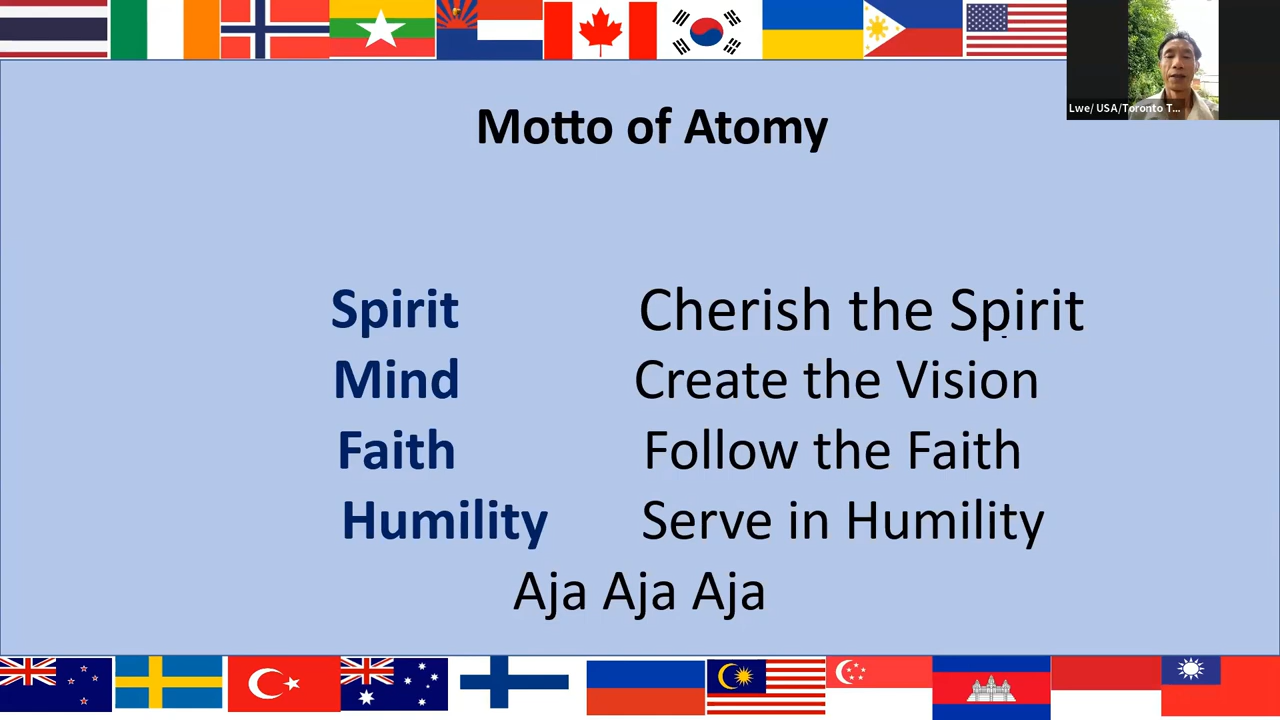 Lwe/ USA/Toronto T...
Motto of Atomy
Spirit Cherish the Spirit
Mind Create the Vision
Faith Follow the Faith
Humility Serve in Humility
Aja Aja Aja